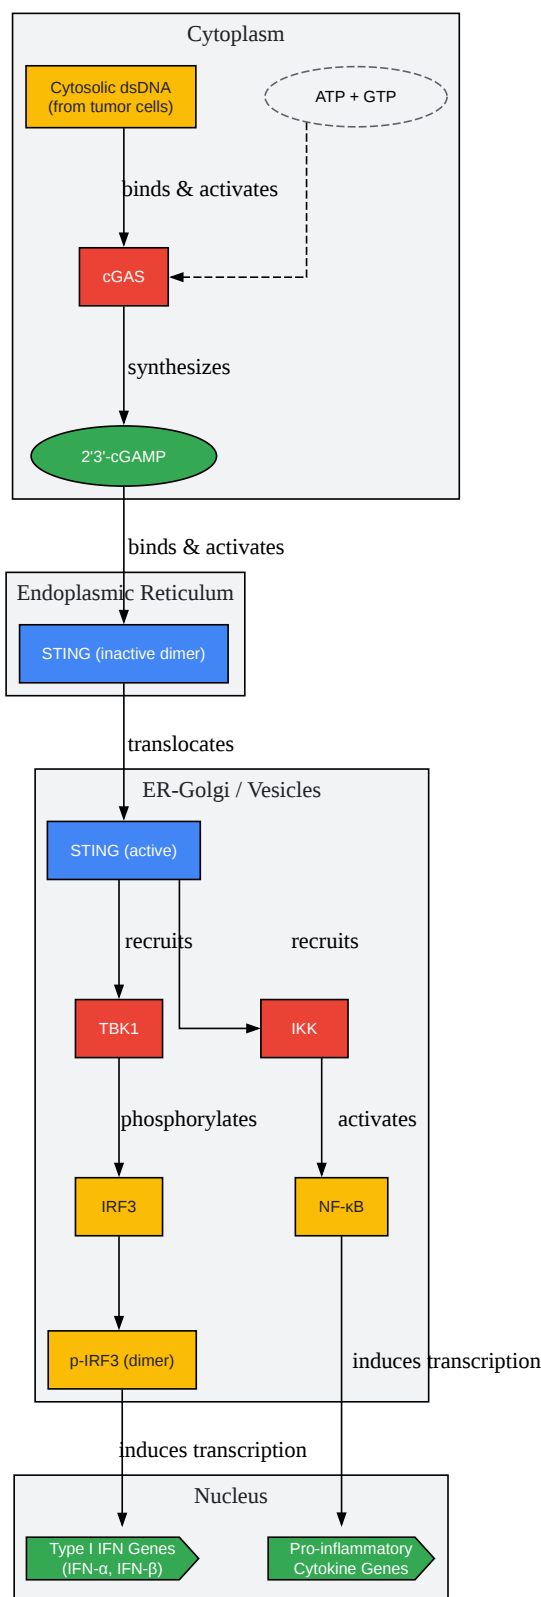 Cytoplasm
Cytosolic dsDNA
(from tumor cells)
ATP + GTP
binds & activates
cGAS
synthesizes
2'3'-cGAMP
binds & activates
Endoplasmic Reticulum
STING (inactive dimer)
translocates
ER-Golgi / Vesicles
STING (active)
recruits
recruits
TBK1
IKK
phosphorylates
activates
IRF3
NF-κB
p-IRF3 (dimer)
induces transcription
induces transcription
Nucleus
Type I IFN Genes
(IFN-α, IFN-β)
Pro-inflammatory
Cytokine Genes